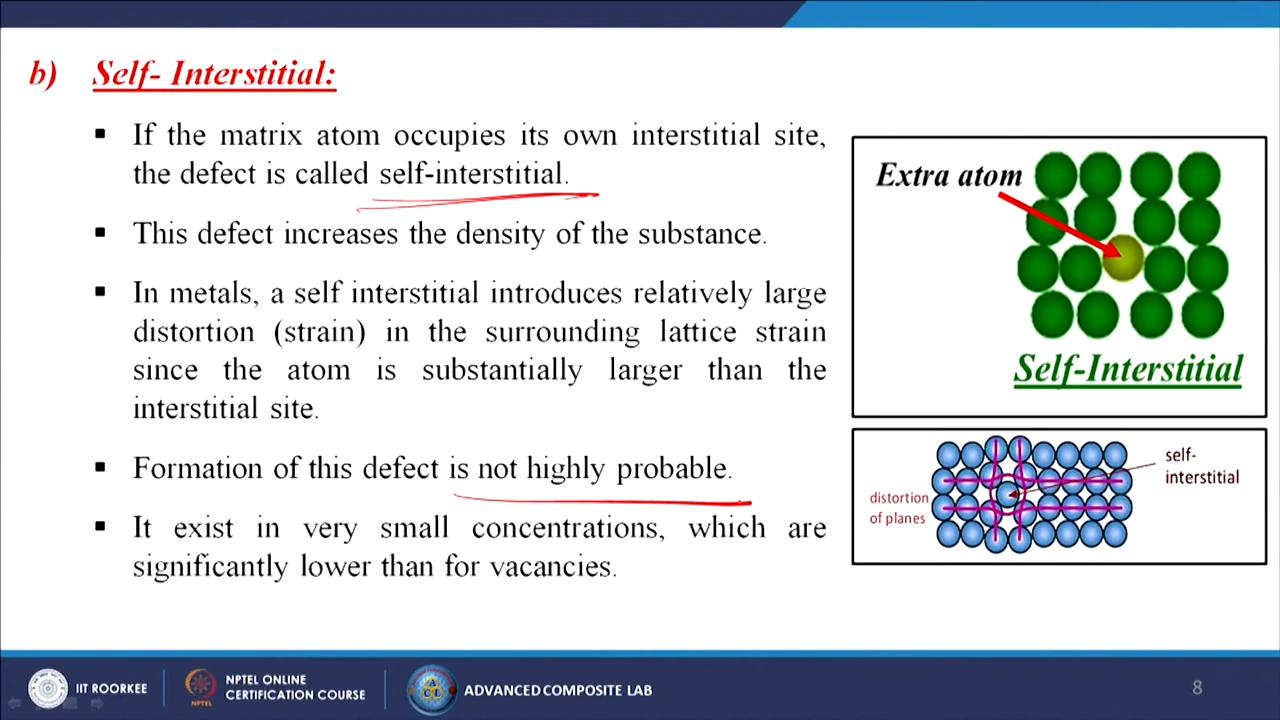 b) Self- Interstitial:
▪ If the matrix atom occupies its own interstitial site,
the defect is called self-interstitial.
▪ This defect increases the density of the substance.
▪ In metals, a self interstitial introduces relatively large
distortion (strain) in the surrounding lattice strain
since the atom is substantially larger than the
interstitial site.
▪ Formation of this defect is not highly probable.
▪ It exist in very small concentrations, which are
significantly lower than for vacancies.
Extra atom
Self-Interstitial
self-
interstitial
distortion
of planes
IIT ROORKEE
NPTEL
NPTEL ONLINE
CERTIFICATION COURSE
ACL
ADVANCED COMPOSITE LAB
8